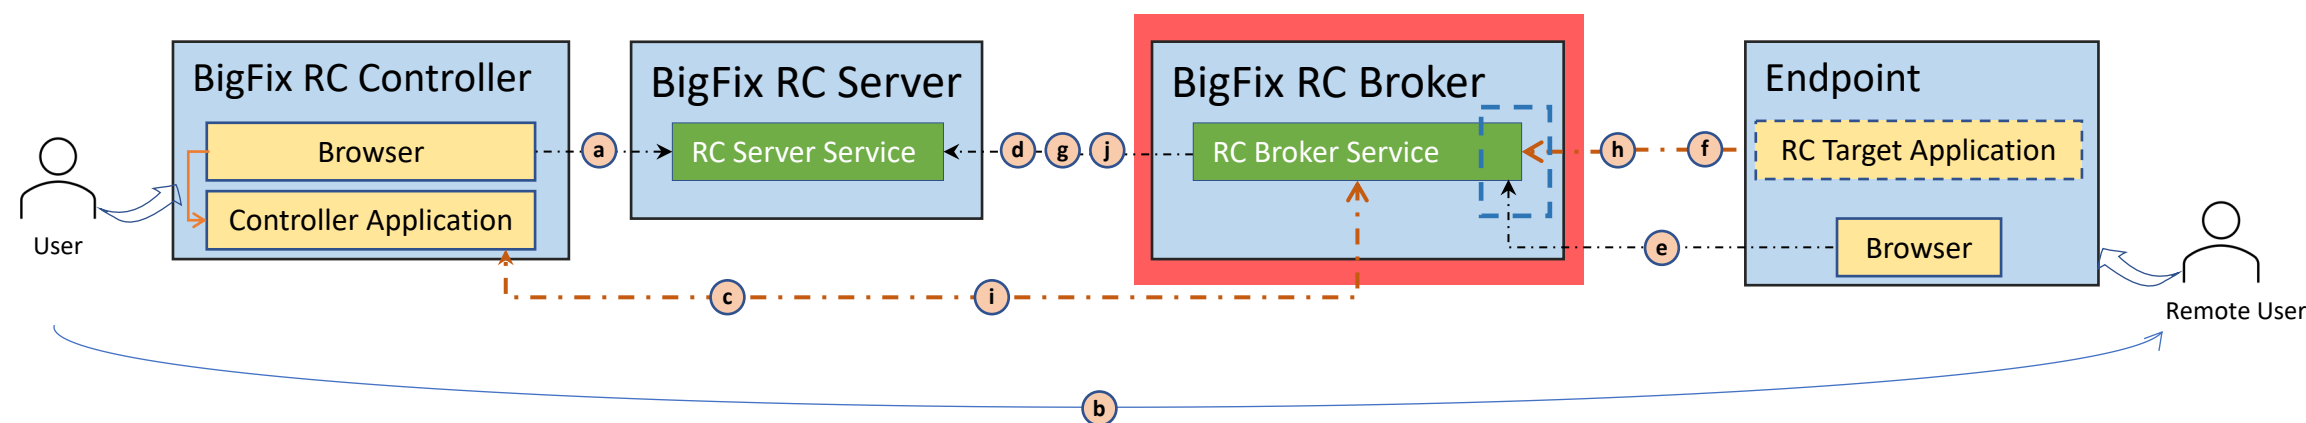 BigFix RC Controller
Browser
Controller Application
User
a
BigFix RC Server
RC Server Service
d g j
BigFix RC Broker
RC Broker Service
h f
e
Endpoint
RC Target Application
Browser
Remote User
c i
b